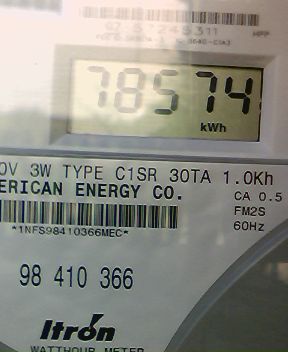 78574
kWh
0V 3W TYPE C1SR 30TA 1.0Kh
ERICAN ENERGY CO.
CA 0.5
FM2S
*1NFS98410366MEC*
60Hz
98 410 366
Itron
WATTHOUR METER